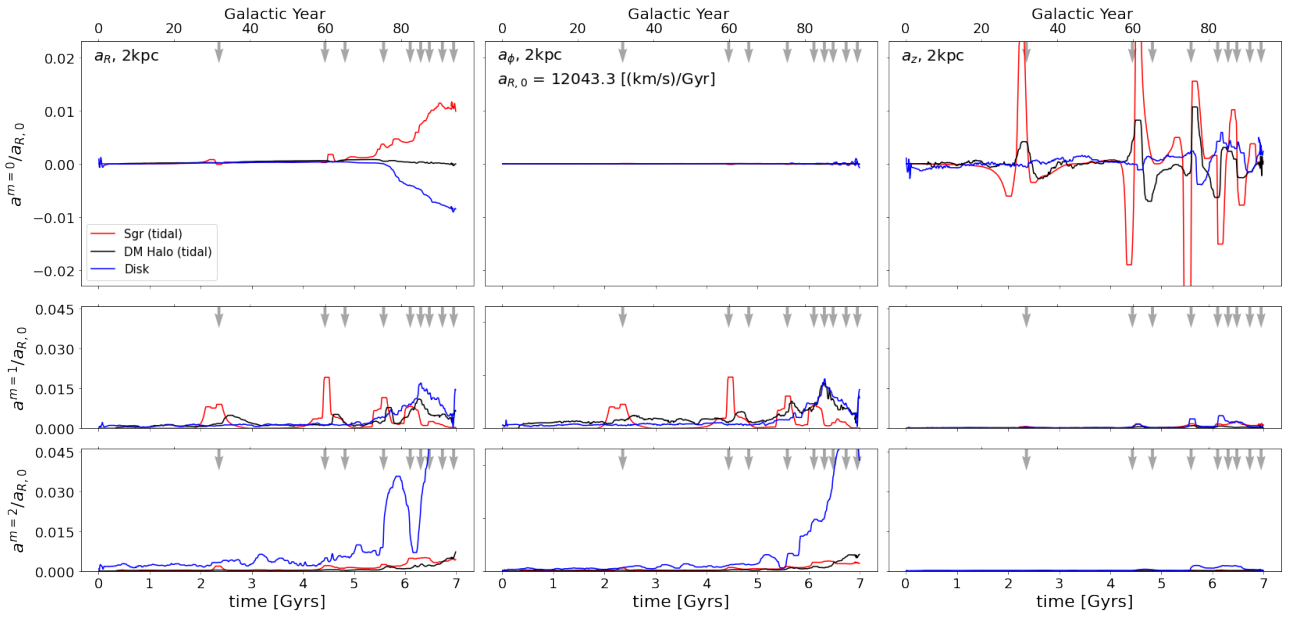 Galactic Year Galactic Year Galactic Year
0 20 40 60 80 0 20 40 60 80 0 20 40 60 80
a_R, 2kpc
a_ϕ, 2kpc
a_{R, 0} = 12043.3 [(km/s)/Gyr]
a_z, 2kpc
a^{m=0}/a_{R, 0}
0.02
0.01
0.00
−0.01
−0.02
Sgr (tidal)
DM Halo (tidal)
Disk
a^{m=1}/a_{R, 0}
0.045
0.030
0.015
0.000
a^{m=2}/a_{R, 0}
0.045
0.030
0.015
0.000
0 1 2 3 4 5 6 7 0 1 2 3 4 5 6 7 0 1 2 3 4 5 6 7
time [Gyrs] time [Gyrs] time [Gyrs]